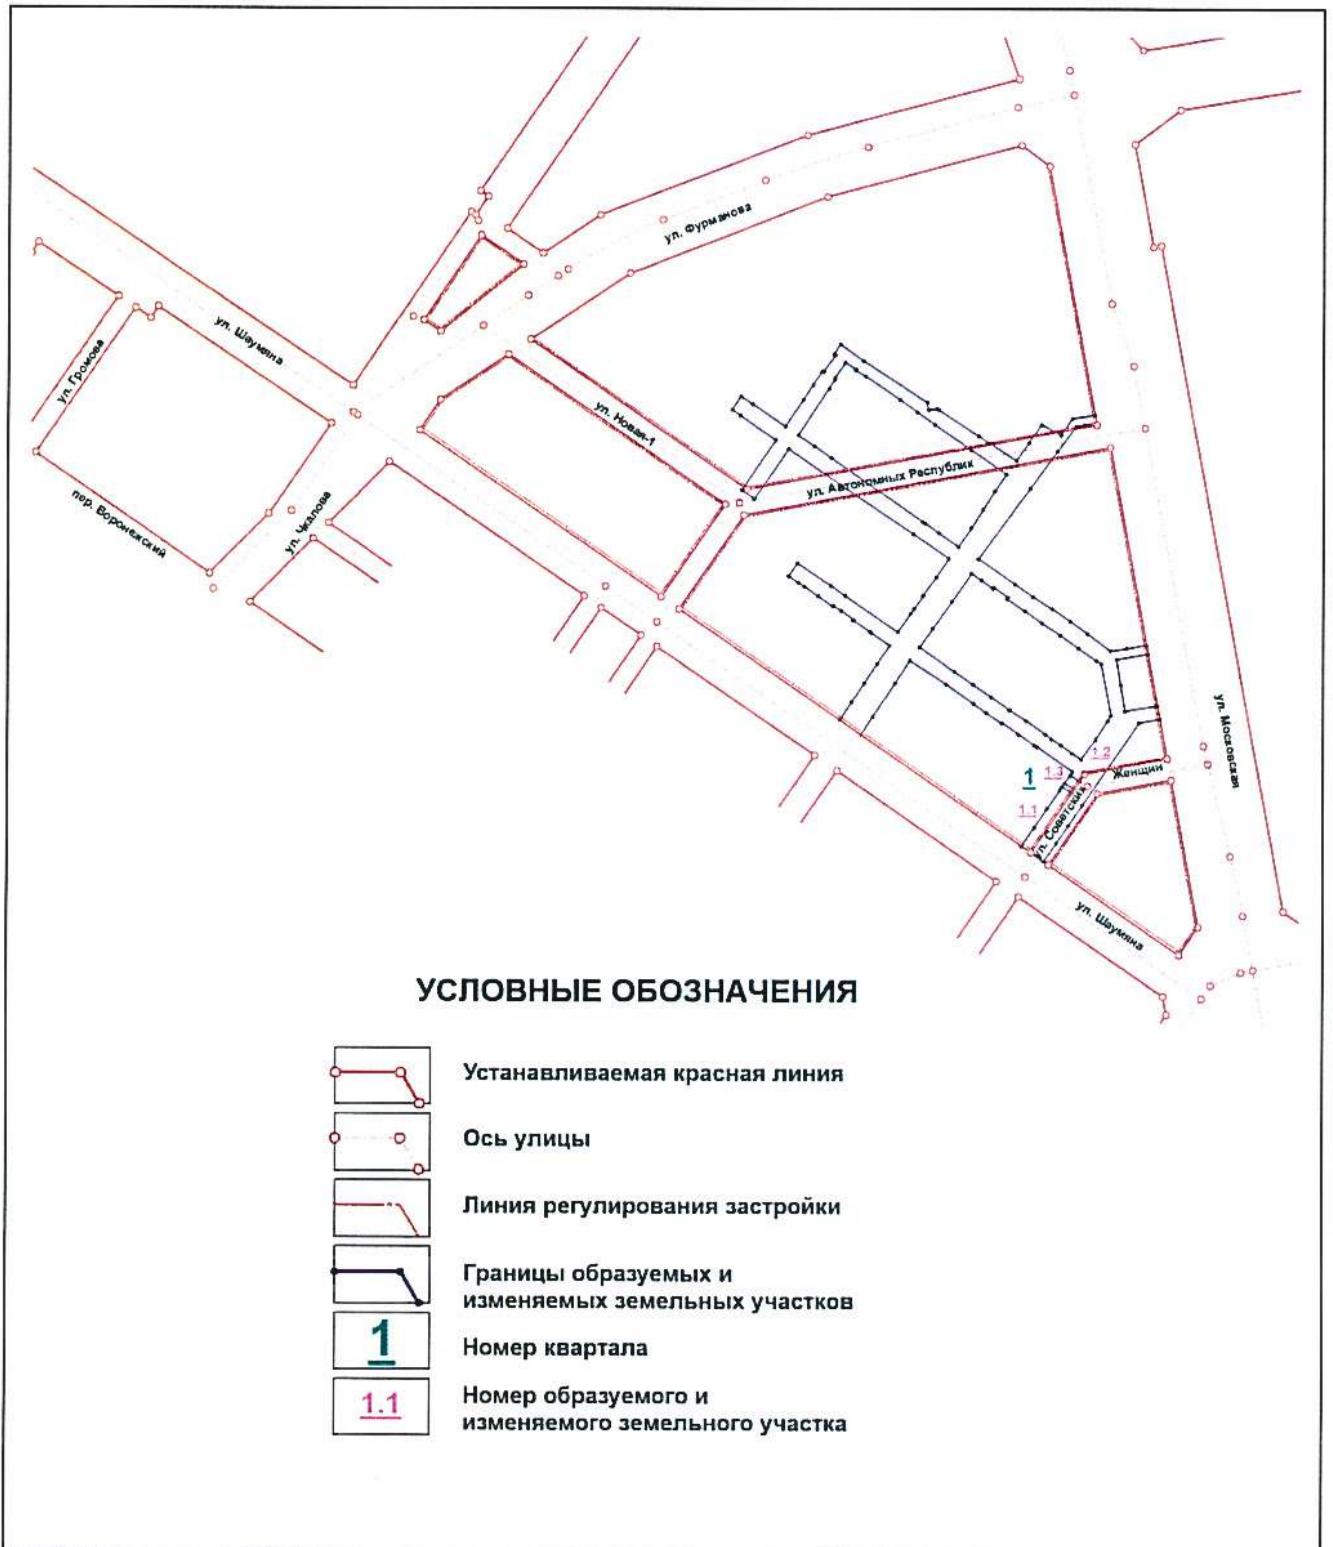 ул. Фурманова
ул. Шаумяна
ул. Громова
ул. Новая-1
ул. Автономных Республик
пер. Воронежский
ул. Чкалова
ул. Московская
1.2
1.3
1
Женщин
1.1
ул. Советских
ул. Шаумяна
УСЛОВНЫЕ ОБОЗНАЧЕНИЯ
Устанавливаемая красная линия
Ось улицы
Линия регулирования застройки
Границы образуемых и
изменяемых земельных участков
1
Номер квартала
1.1
Номер образуемого и
изменяемого земельного участка